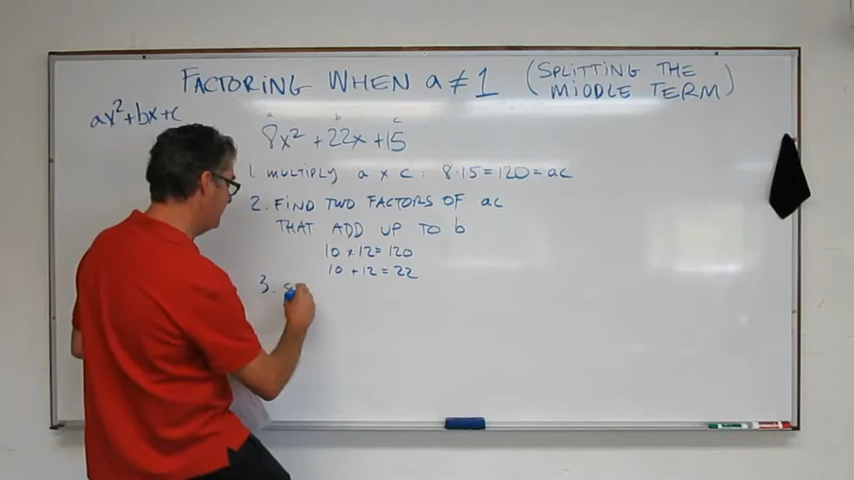 FACTORING WHEN a ≠ 1 (SPLITTING THE MIDDLE TERM)
ax²+bx+c
a b c
8x² +22x +15
1. MULTIPLY a x c : 8·15 = 120 = ac
2. FIND TWO FACTORS OF ac
THAT ADD UP TO b
10 x 12 = 120
10 + 12 = 22
3. S